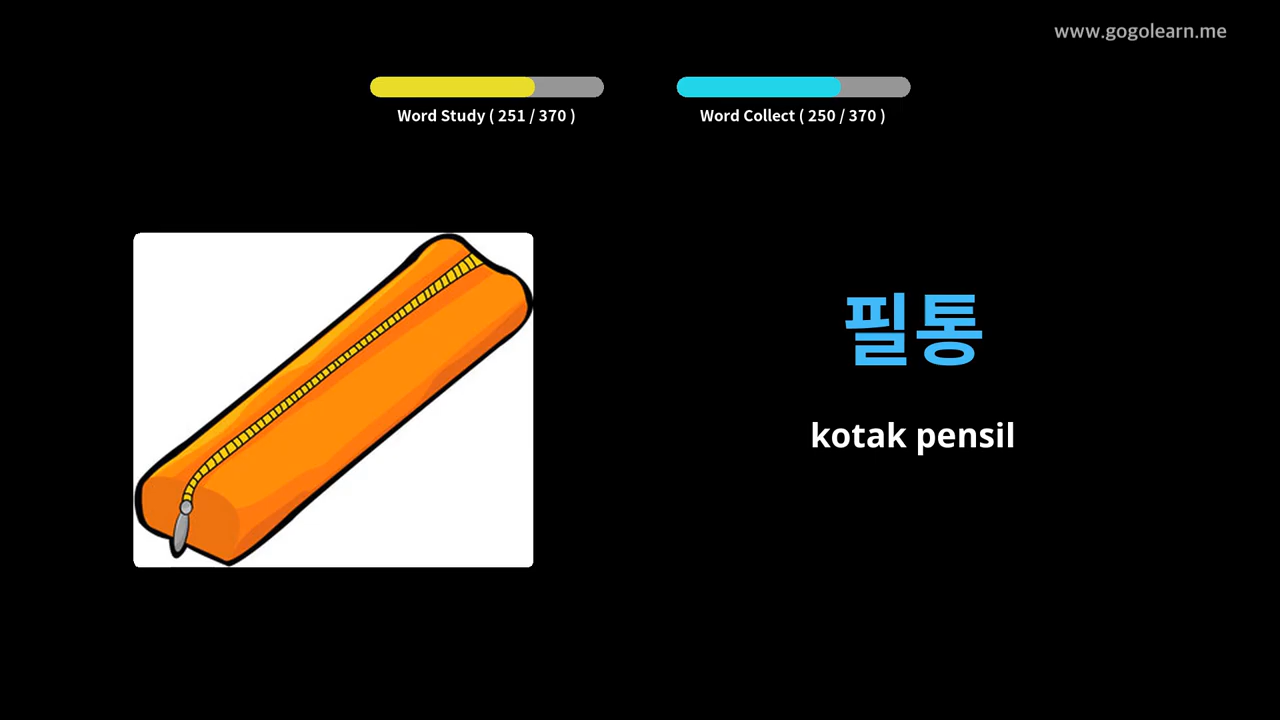 www.gogolearn.me
Word Study ( 251 / 370 )
Word Collect ( 250 / 370 )
필통
kotak pensil